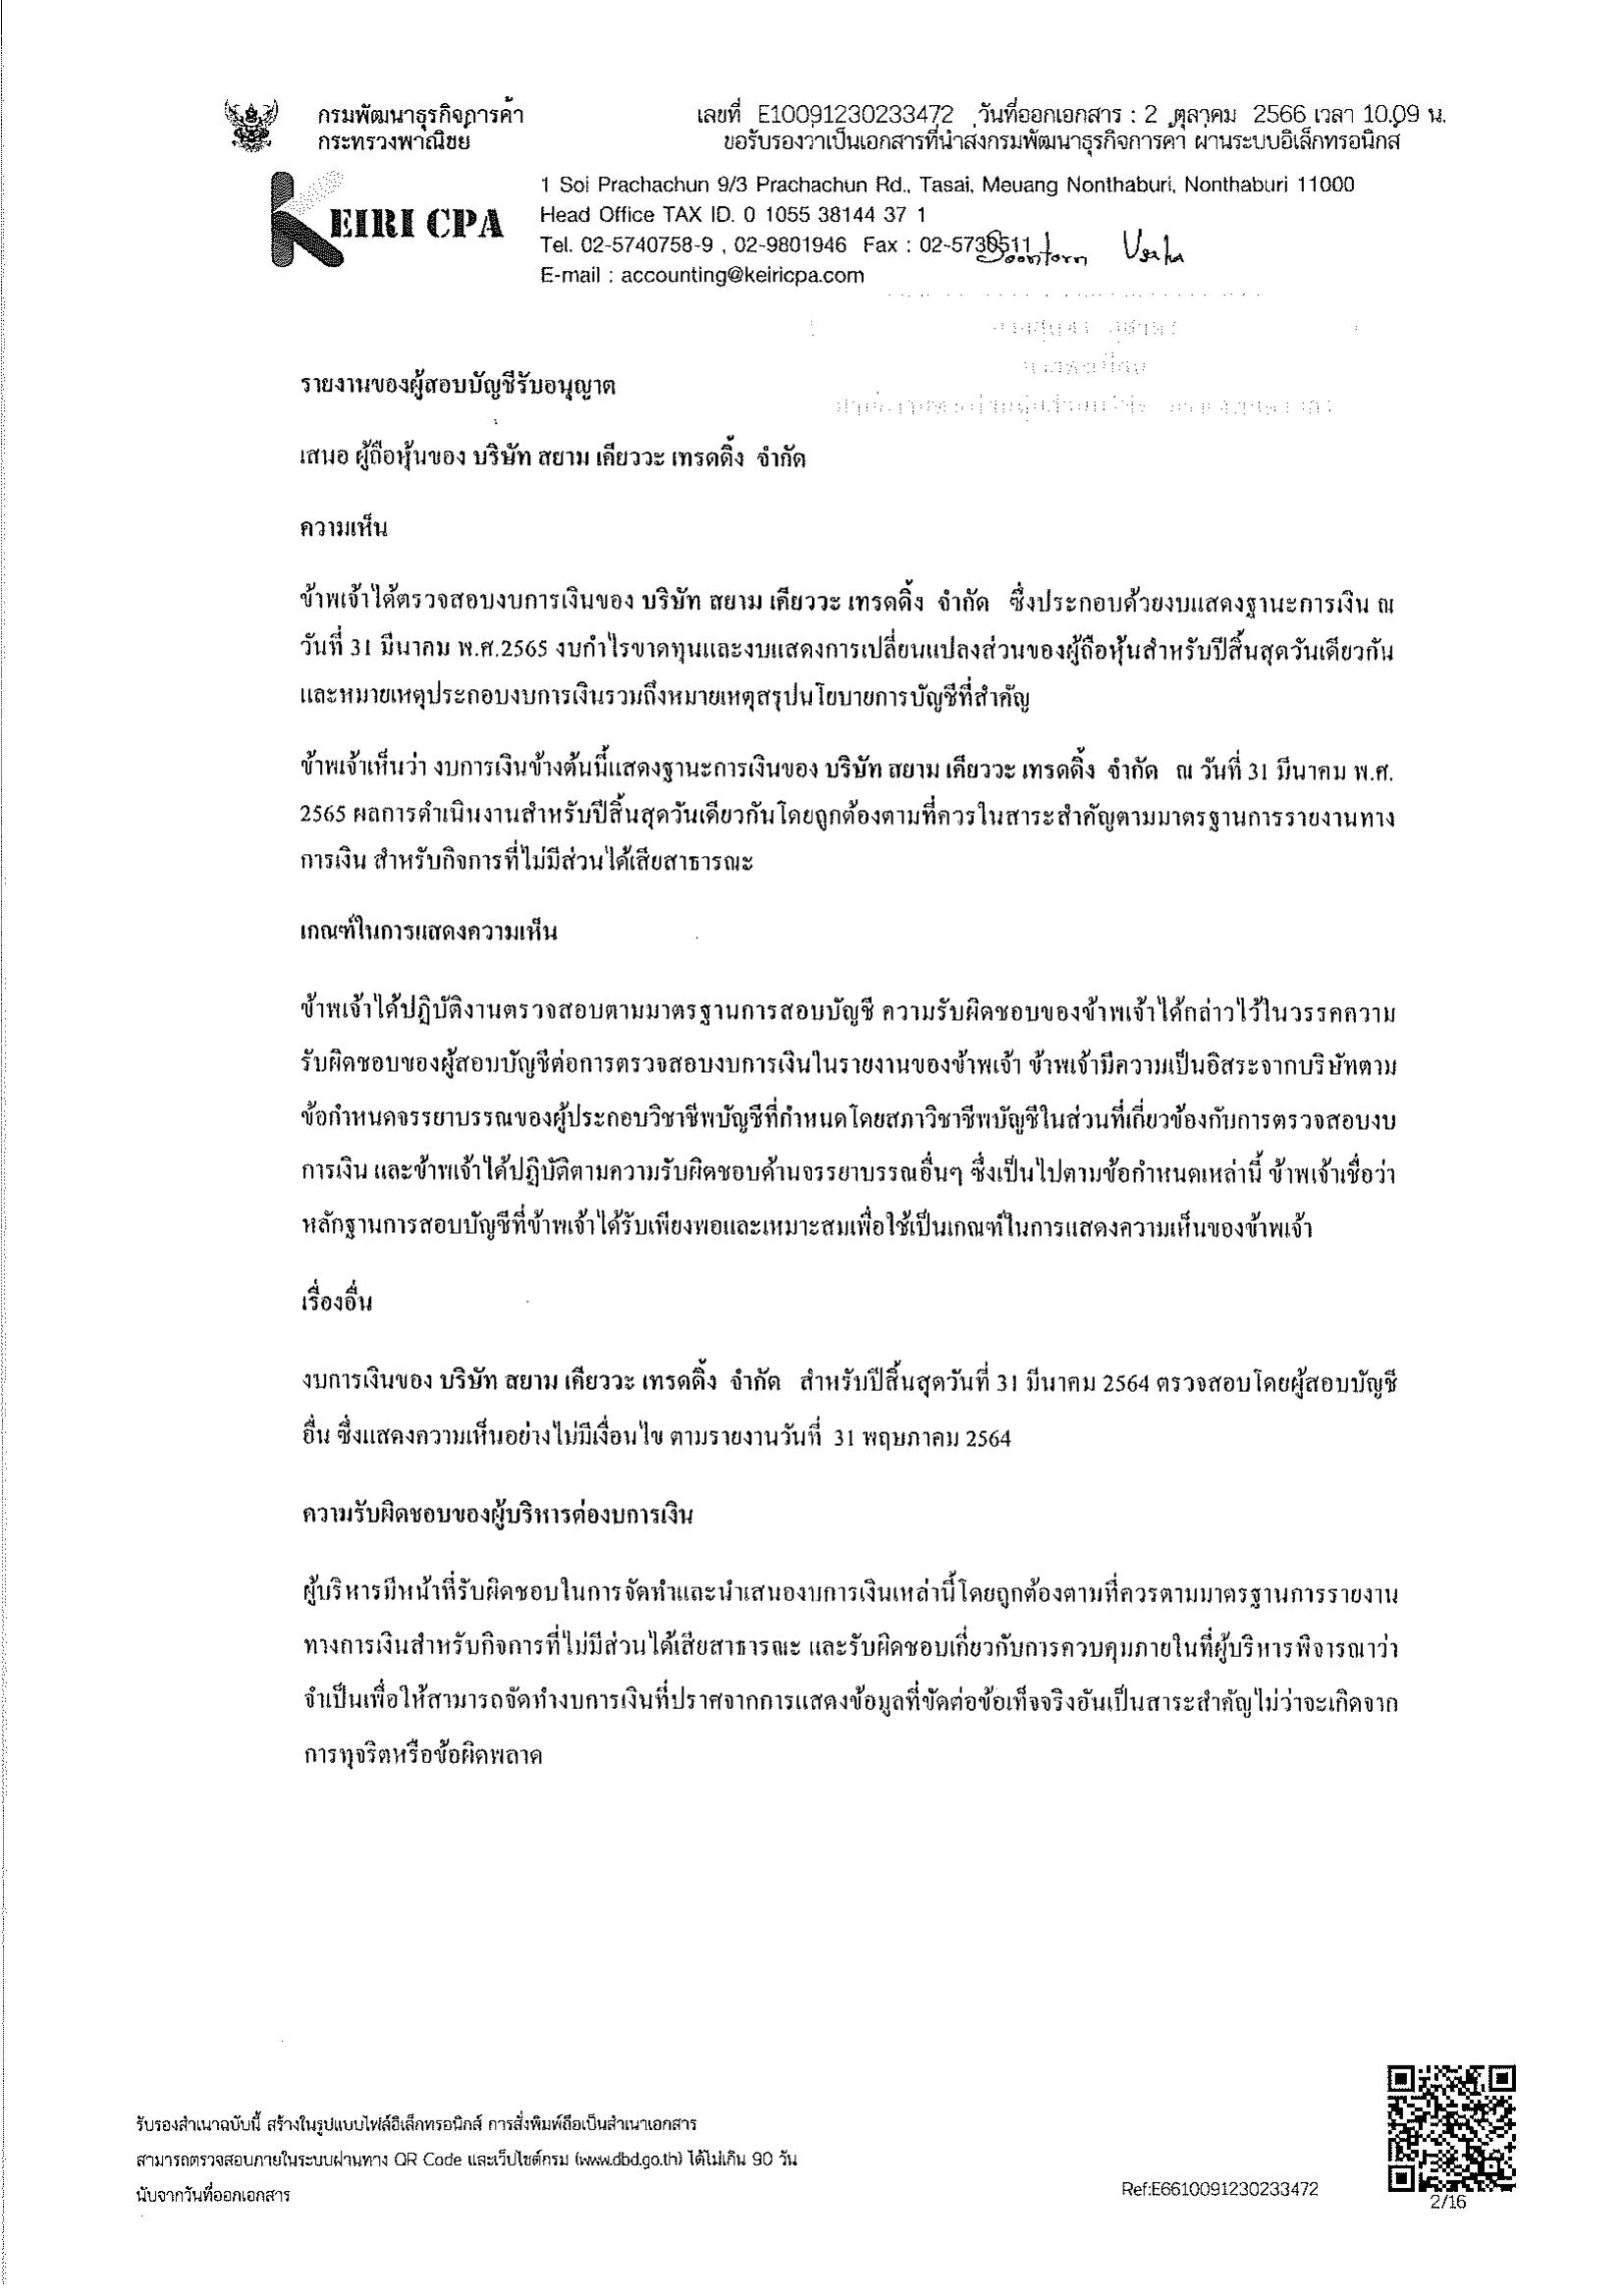 กรมพัฒนาธุรกิจการค้า
กระทรวงพาณิชย์
เลขที่ E10091230233472 วันที่ออกเอกสาร : 2 ตุลาคม 2566 เวลา 10.09 น.
ขอรับรองว่าเป็นเอกสารที่นำส่งกรมพัฒนาธุรกิจการค้า ผ่านระบบอิเล็กทรอนิกส์
KEIRI CPA
1 Soi Prachachun 9/3 Prachachun Rd., Tasai, Meuang Nonthaburi, Nonthaburi 11000
Head Office TAX ID. 0 1055 38144 37 1
Tel. 02-5740758-9 , 02-9801946 Fax : 02-5730511
E-mail : accounting@keiricpa.com
รายงานของผู้สอบบัญชีรับอนุญาต
เสนอ ผู้ถือหุ้นของ บริษัท สยาม เคียววะ เทรดดิ้ง จำกัด
ความเห็น
ข้าพเจ้าได้ตรวจสอบงบการเงินของ บริษัท สยาม เคียววะ เทรดดิ้ง จำกัด ซึ่งประกอบด้วยงบแสดงฐานะการเงิน ณ
วันที่ 31 มีนาคม พ.ศ.2565 งบกำไรขาดทุนและงบแสดงการเปลี่ยนแปลงส่วนของผู้ถือหุ้นสำหรับปีสิ้นสุดวันเดียวกัน
และหมายเหตุประกอบงบการเงินรวมถึงหมายเหตุสรุปนโยบายการบัญชีที่สำคัญ
ข้าพเจ้าเห็นว่า งบการเงินข้างต้นนี้แสดงฐานะการเงินของ บริษัท สยาม เคียววะ เทรดดิ้ง จำกัด ณ วันที่ 31 มีนาคม พ.ศ.
2565 ผลการดำเนินงานสำหรับปีสิ้นสุดวันเดียวกันโดยถูกต้องตามที่ควรในสาระสำคัญตามมาตรฐานการรายงานทาง
การเงิน สำหรับกิจการที่ไม่มีส่วนได้เสียสาธารณะ
เกณฑ์ในการแสดงความเห็น
ข้าพเจ้าได้ปฏิบัติงานตรวจสอบตามมาตรฐานการสอบบัญชี ความรับผิดชอบของข้าพเจ้าได้กล่าวไว้ในวรรคความ
รับผิดชอบของผู้สอบบัญชีต่อการตรวจสอบงบการเงินในรายงานของข้าพเจ้า ข้าพเจ้ามีความเป็นอิสระจากบริษัทตาม
ข้อกำหนดจรรยาบรรณของผู้ประกอบวิชาชีพบัญชีที่กำหนดโดยสภาวิชาชีพบัญชีในส่วนที่เกี่ยวข้องกับการตรวจสอบงบ
การเงิน และข้าพเจ้าได้ปฏิบัติตามความรับผิดชอบด้านจรรยาบรรณอื่นๆ ซึ่งเป็นไปตามข้อกำหนดเหล่านี้ ข้าพเจ้าเชื่อว่า
หลักฐานการสอบบัญชีที่ข้าพเจ้าได้รับเพียงพอและเหมาะสมเพื่อใช้เป็นเกณฑ์ในการแสดงความเห็นของข้าพเจ้า
เรื่องอื่น
งบการเงินของ บริษัท สยาม เคียววะ เทรดดิ้ง จำกัด สำหรับปีสิ้นสุดวันที่ 31 มีนาคม 2564 ตรวจสอบโดยผู้สอบบัญชี
อื่น ซึ่งแสดงความเห็นอย่างไม่มีเงื่อนไข ตามรายงานวันที่ 31 พฤษภาคม 2564
ความรับผิดชอบของผู้บริหารต่องบการเงิน
ผู้บริหารมีหน้าที่รับผิดชอบในการจัดทำและนำเสนองบการเงินเหล่านี้โดยถูกต้องตามที่ควรตามมาตรฐานการรายงาน
ทางการเงินสำหรับกิจการที่ไม่มีส่วนได้เสียสาธารณะ และรับผิดชอบเกี่ยวกับการควบคุมภายในที่ผู้บริหารพิจารณาว่า
จำเป็นเพื่อให้สามารถจัดทำงบการเงินที่ปราศจากการแสดงข้อมูลที่ขัดต่อข้อเท็จจริงอันเป็นสาระสำคัญไม่ว่าจะเกิดจาก
การทุจริตหรือข้อผิดพลาด
รับรองสำเนาฉบับนี้ สร้างในรูปแบบไฟล์อิเล็กทรอนิกส์ การสั่งพิมพ์ถือเป็นสำเนาเอกสาร
สามารถตรวจสอบภายในระบบผ่านทาง QR Code และเว็บไซต์กรม (www.dbd.go.th) ได้ไม่เกิน 90 วัน
นับจากวันที่ออกเอกสาร
Ref:E6610091230233472
2/16